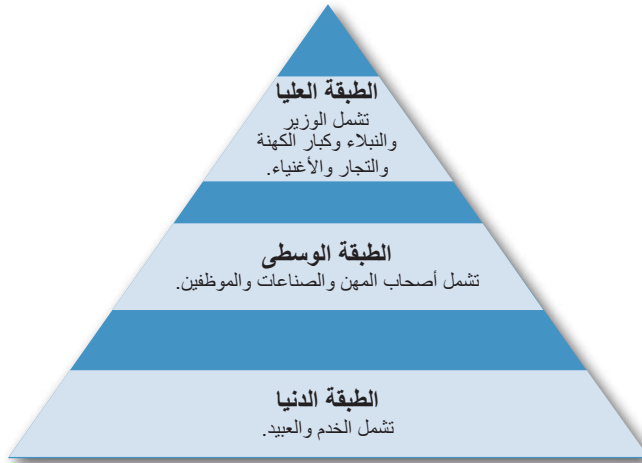 الطبقة العليا
تشمل الوزير
والنبلاء وكبار الكهنة
والتجار والأغنياء.
الطبقة الوسطى
تشمل أصحاب المهن والصناعات والموظفين.
الطبقة الدنيا
تشمل الخدم والعبيد.